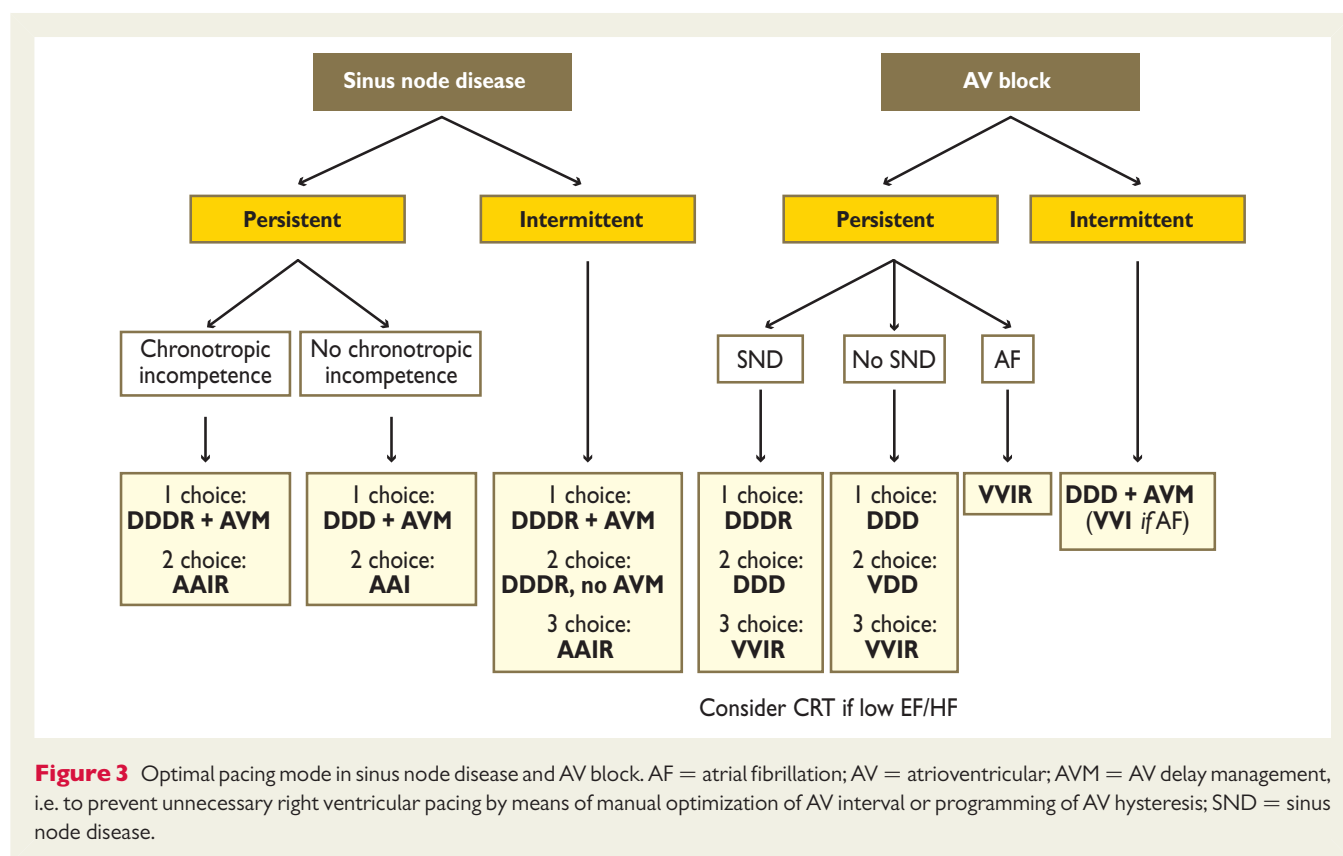 Sinus node disease
AV block
Persistent
Intermittent
Persistent
Intermittent
Chronotropic
incompetence
No chronotropic
incompetence
SND
No SND
AF
1 choice:
DDDR + AVM
2 choice:
AAIR
1 choice:
DDD + AVM
2 choice:
AAI
1 choice:
DDDR + AVM
2 choice:
DDDR, no AVM
3 choice:
AAIR
1 choice:
DDDR
2 choice:
DDD
3 choice:
VVIR
1 choice:
DDD
2 choice:
VDD
3 choice:
VVIR
VVIR
DDD + AVM
(VVI if AF)
Consider CRT if low EF/HF
Figure 3 Optimal pacing mode in sinus node disease and AV block. AF = atrial fibrillation; AV = atrioventricular; AVM = AV delay management,
i.e. to prevent unnecessary right ventricular pacing by means of manual optimization of AV interval or programming of AV hysteresis; SND = sinus
node disease.